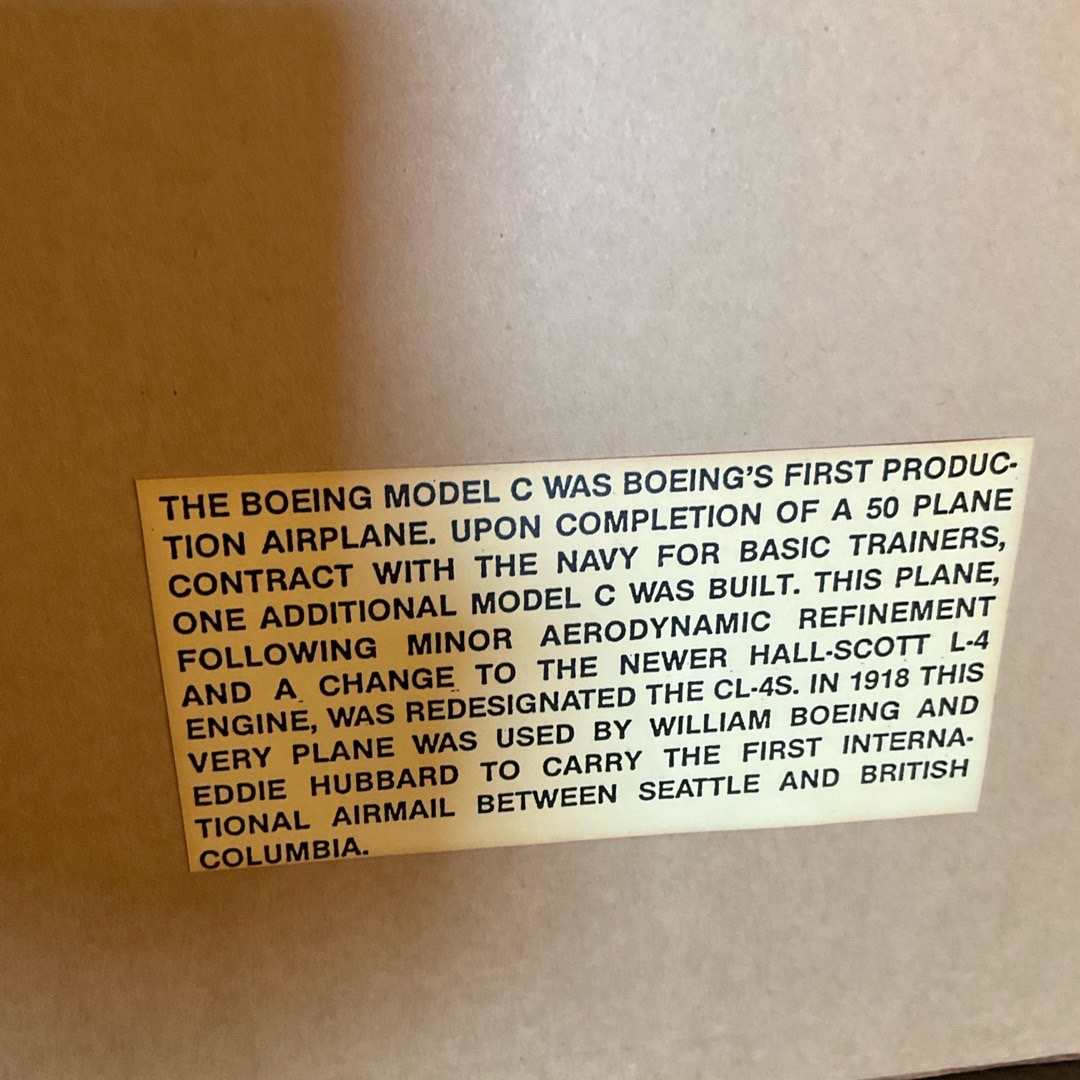 THE BOEING MODEL C WAS BOEING'S FIRST PRODUC-
TION AIRPLANE. UPON COMPLETION OF A 50 PLANE
CONTRACT WITH THE NAVY FOR BASIC TRAINERS,
ONE ADDITIONAL MODEL C WAS BUILT. THIS PLANE,
FOLLOWING MINOR AERODYNAMIC REFINEMENT
AND A CHANGE TO THE NEWER HALL-SCOTT L-4
ENGINE, WAS REDESIGNATED THE CL-4S. IN 1918 THIS
VERY PLANE WAS USED BY WILLIAM BOEING AND
EDDIE HUBBARD TO CARRY THE FIRST INTERNA-
TIONAL AIRMAIL BETWEEN SEATTLE AND BRITISH
COLUMBIA.